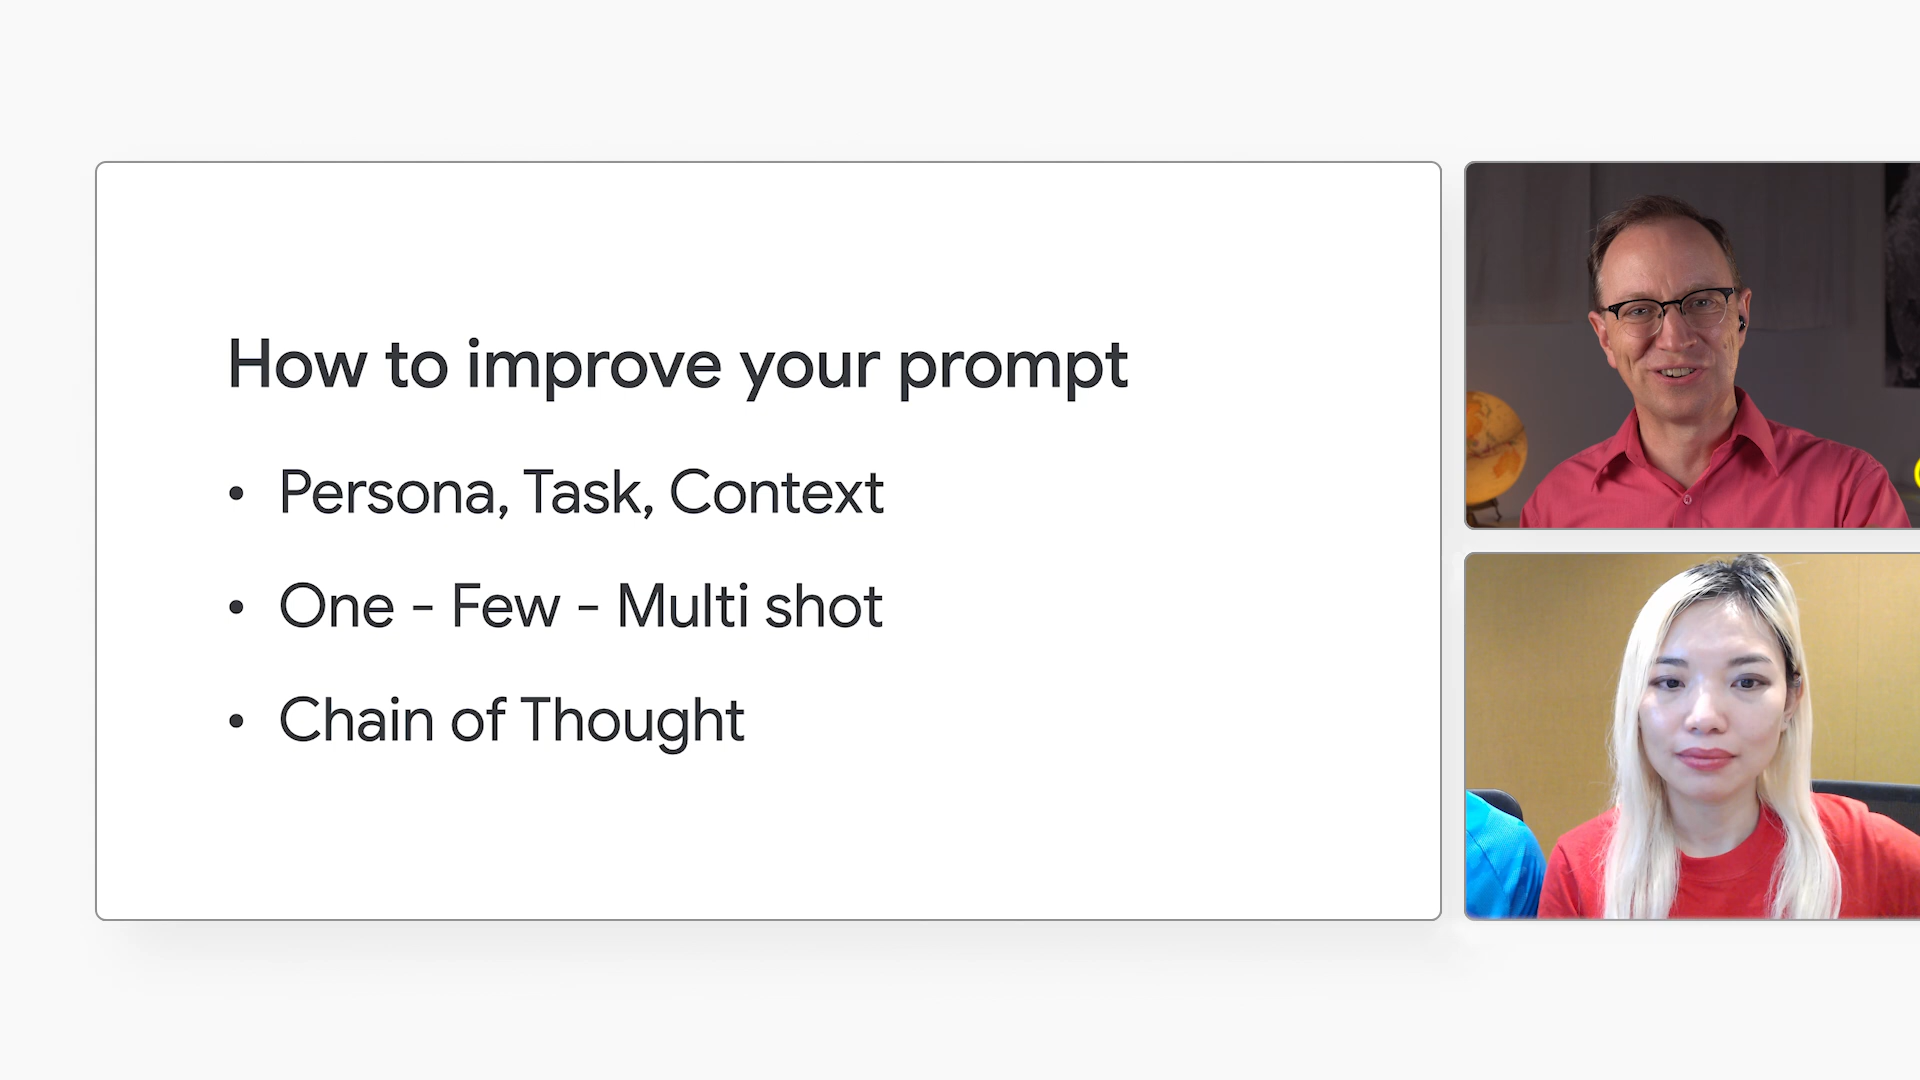 How to improve your prompt
• Persona, Task, Context
• One - Few - Multi shot
• Chain of Thought